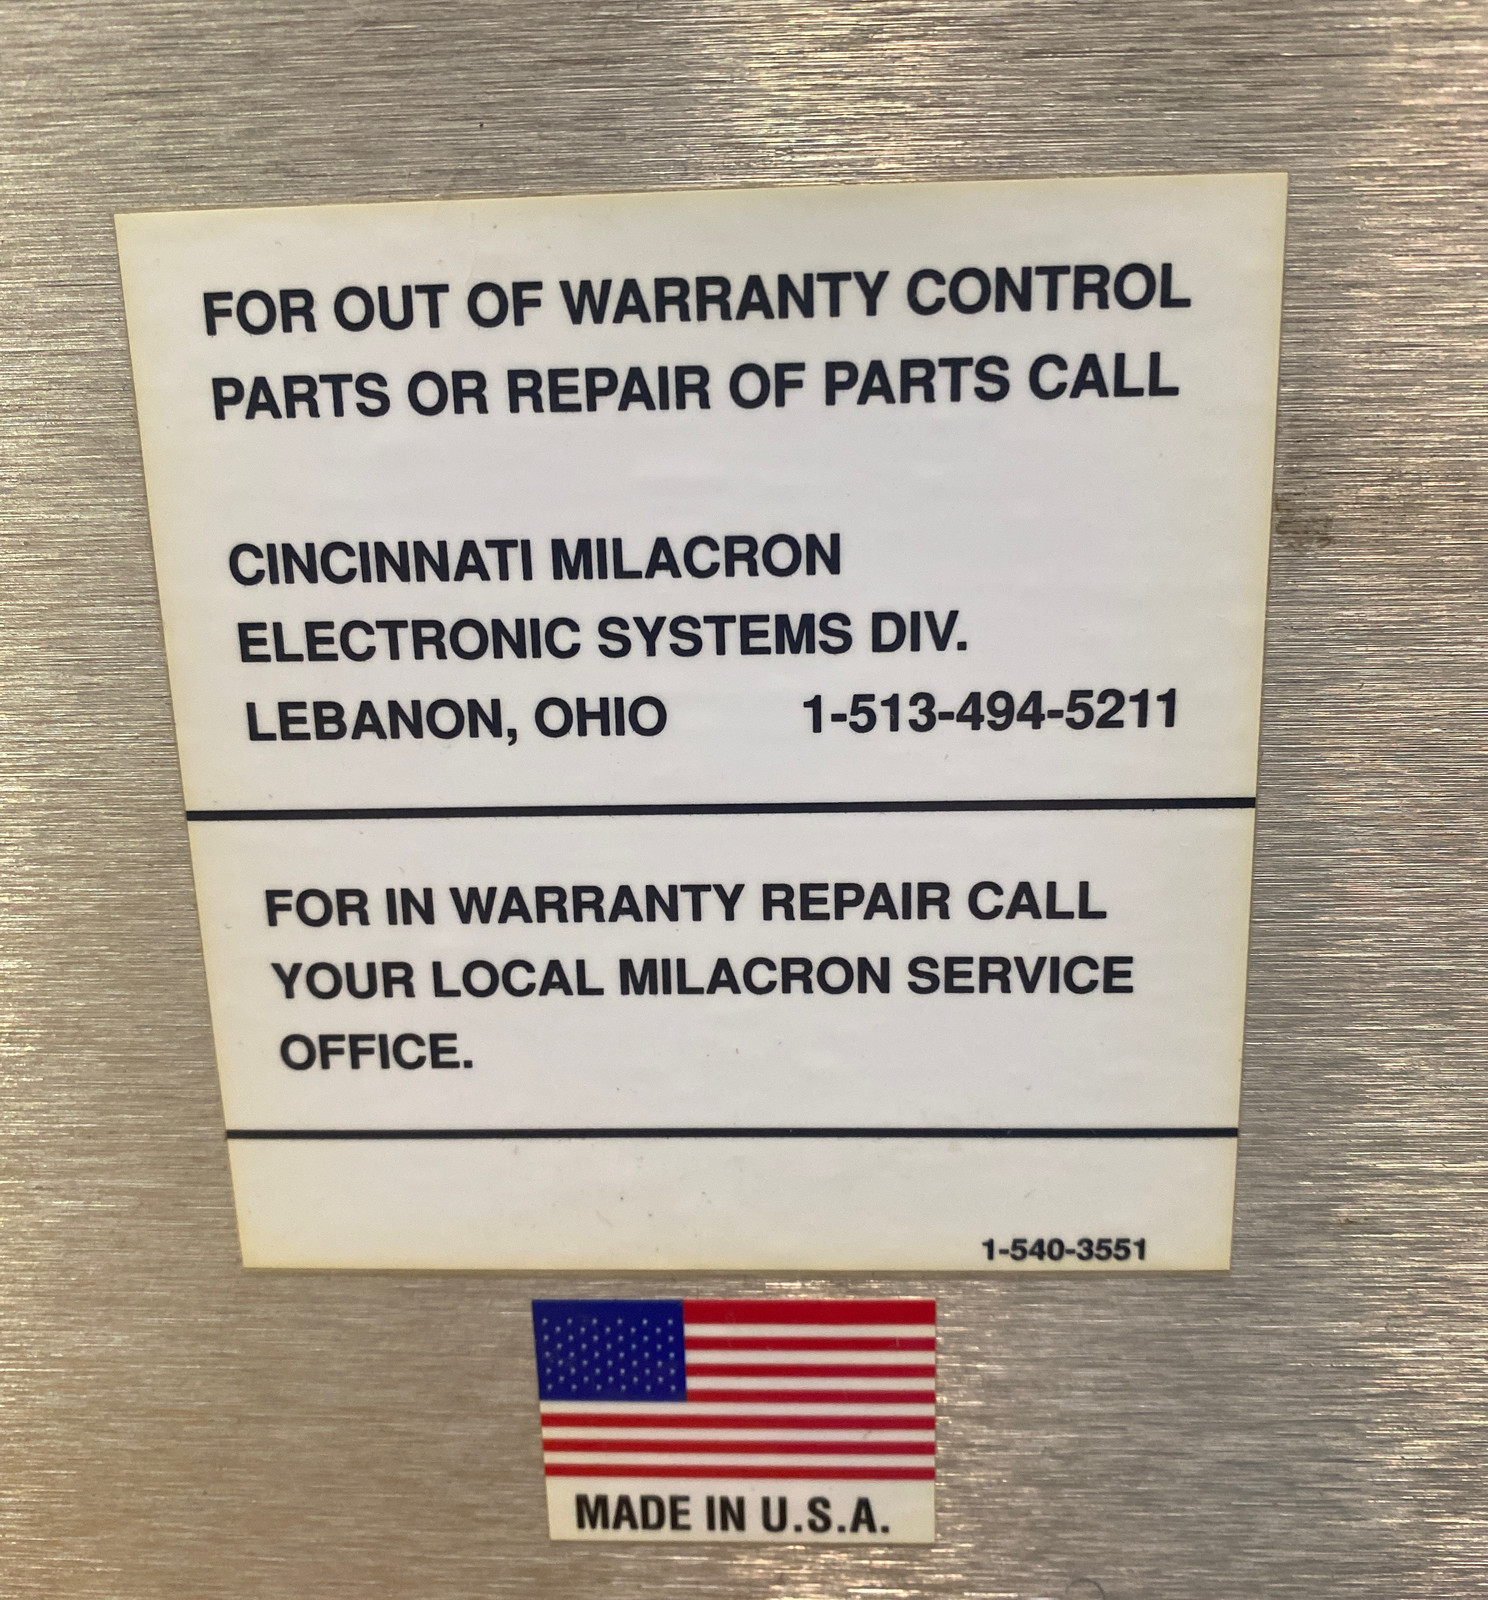 FOR OUT OF WARRANTY CONTROL
PARTS OR REPAIR OF PARTS CALL
CINCINNATI MILACRON
ELECTRONIC SYSTEMS DIV.
LEBANON, OHIO 1-513-494-5211
FOR IN WARRANTY REPAIR CALL
YOUR LOCAL MILACRON SERVICE
OFFICE.
1-540-3551
MADE IN U.S.A.